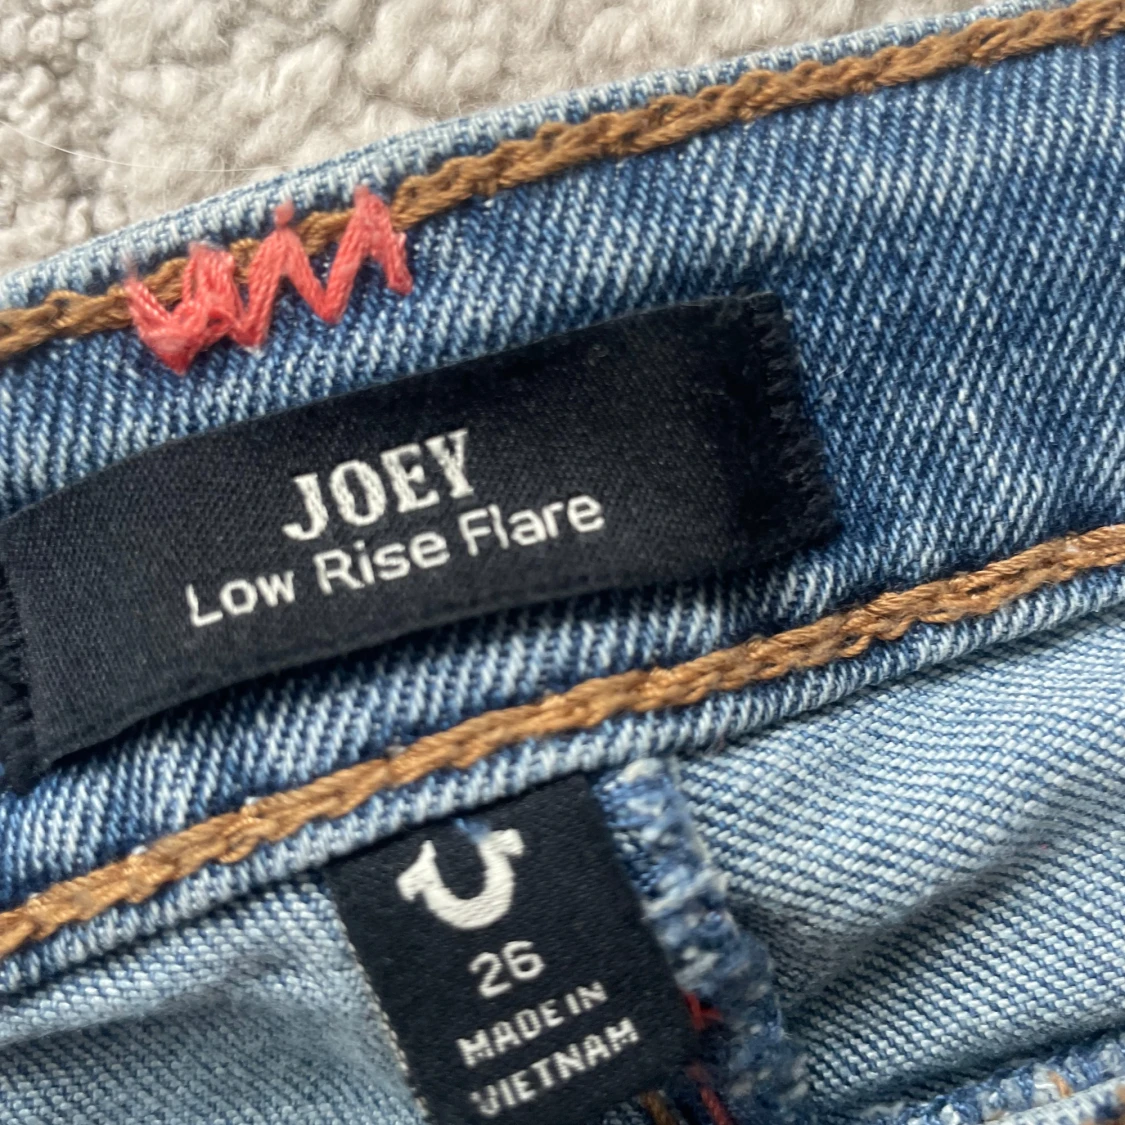 JOEY
Low Rise Flare
26
MADE IN
VIETNAM